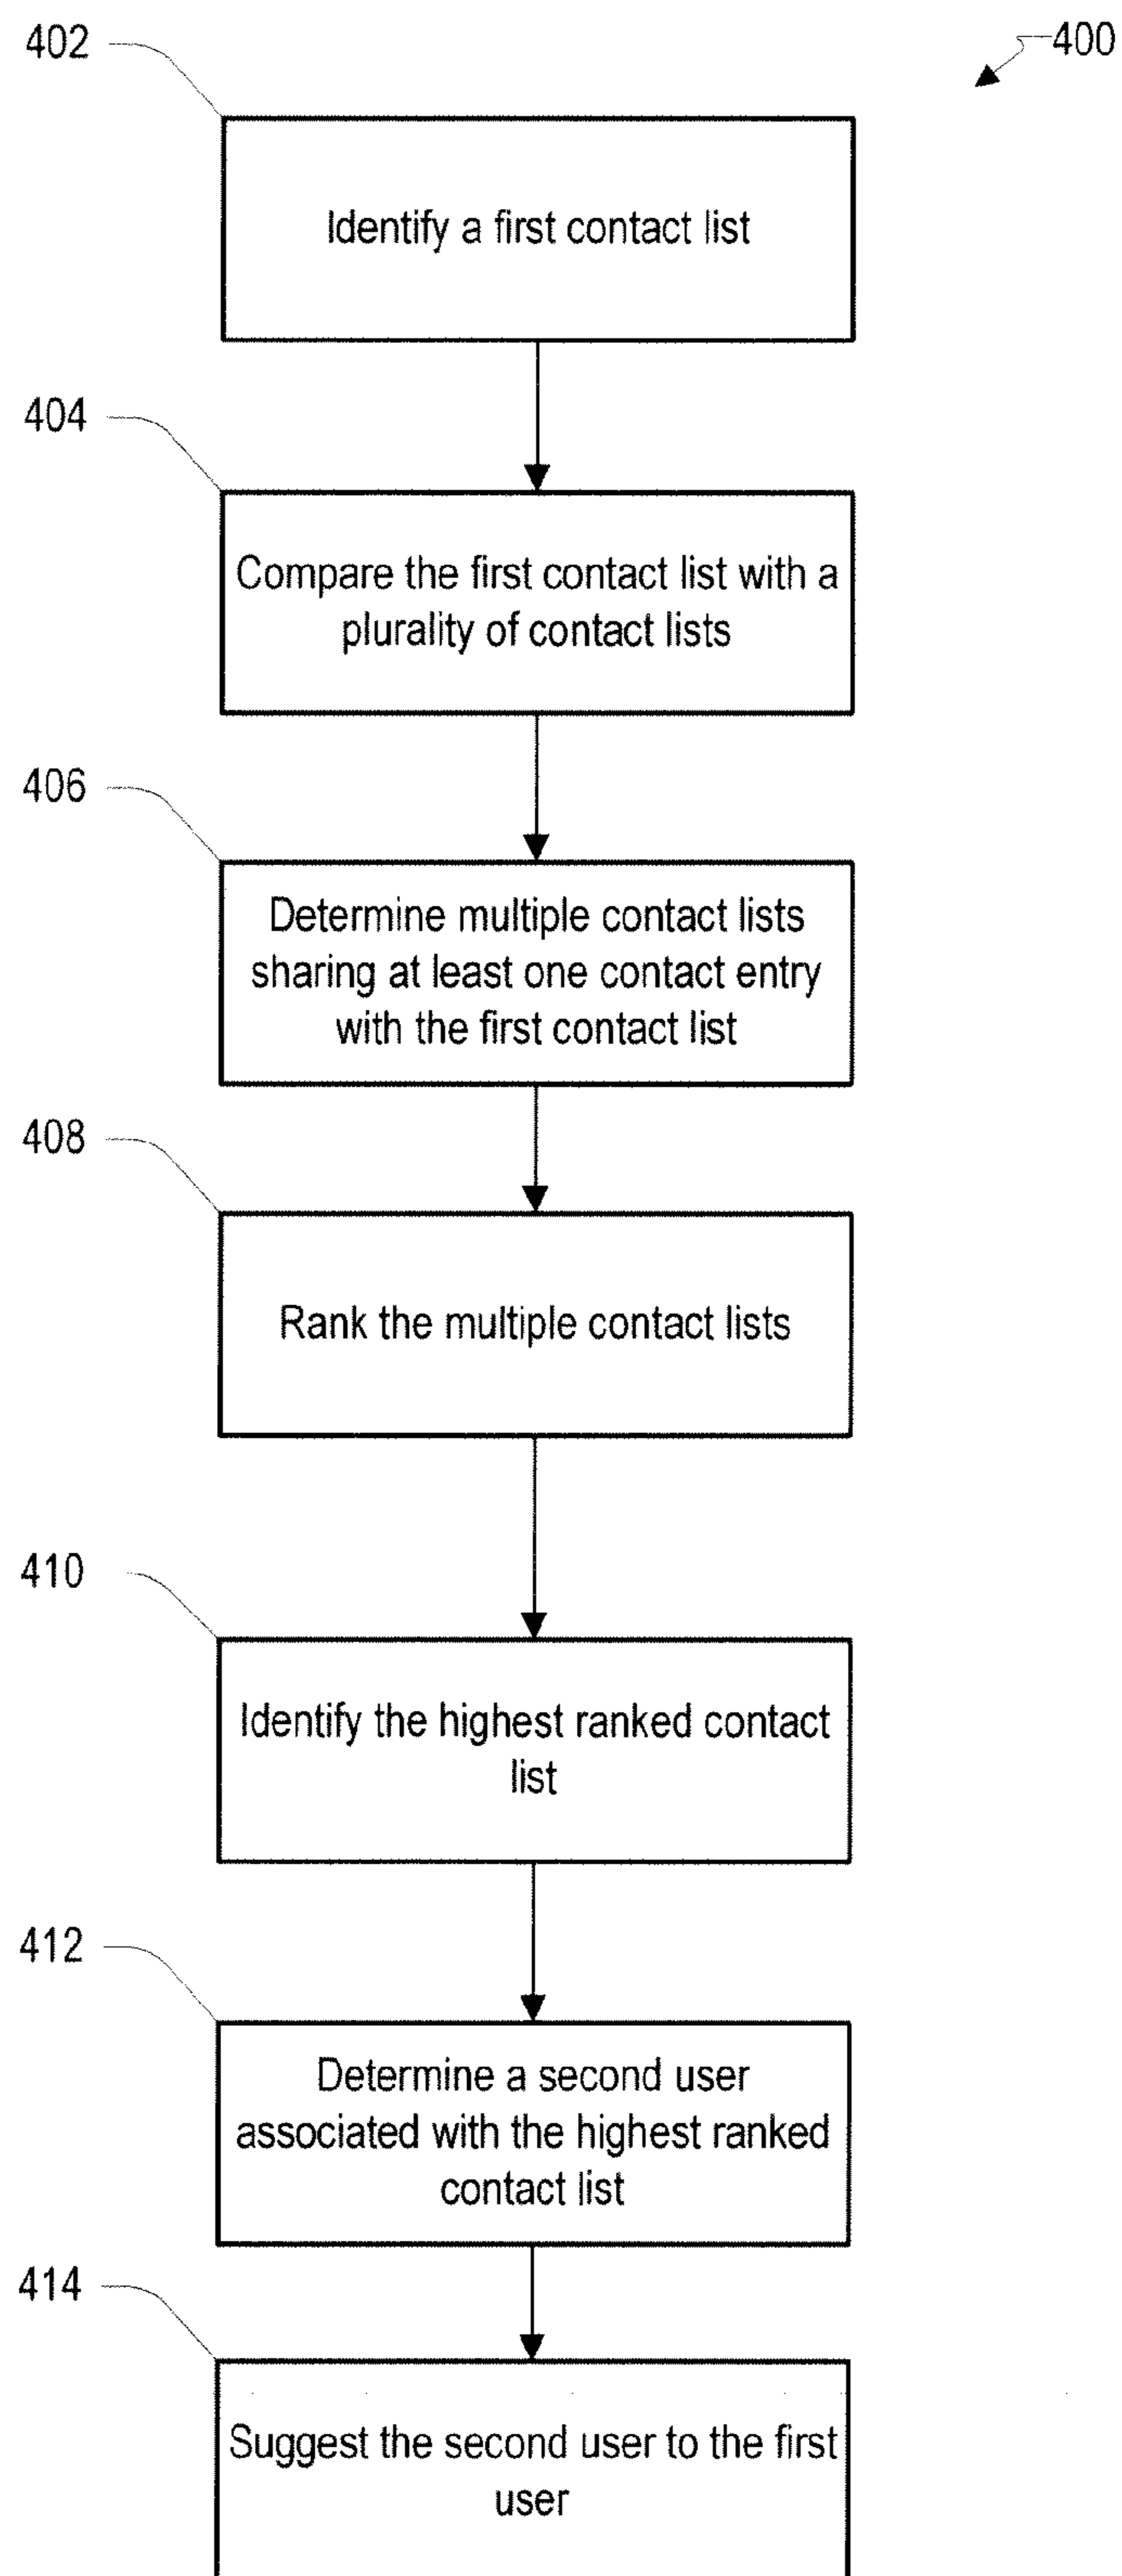 402
400
Identify a first contact list
404
Compare the first contact list with a
plurality of contact lists
406
Determine multiple contact lists
sharing at least one contact entry
with the first contact list
408
Rank the multiple contact lists
410
Identify the highest ranked contact
list
412
Determine a second user
associated with the highest ranked
contact list
414
Suggest the second user to the first
user